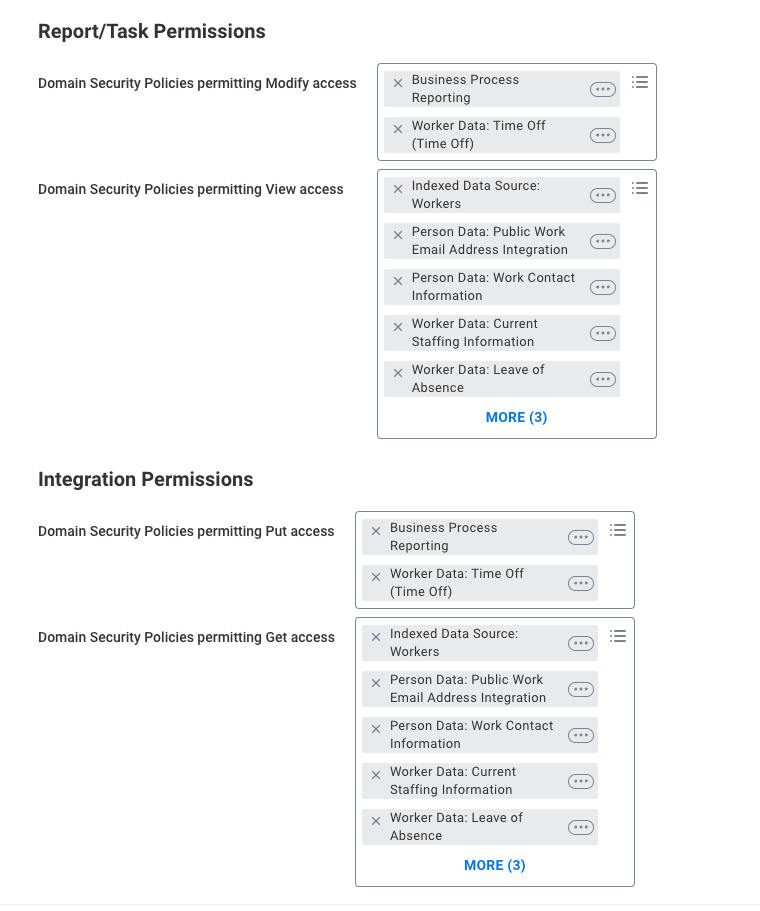 Report/Task Permissions
Domain Security Policies permitting Modify access
Business Process
Reporting
Worker Data: Time Off
(Time Off)
Domain Security Policies permitting View access
Indexed Data Source:
Workers
Person Data: Public Work
Email Address Integration
Person Data: Work Contact
Information
Worker Data: Current
Staffing Information
Worker Data: Leave of
Absence
MORE (3)
Integration Permissions
Domain Security Policies permitting Put access
Business Process
Reporting
Worker Data: Time Off
(Time Off)
Domain Security Policies permitting Get access
Indexed Data Source:
Workers
Person Data: Public Work
Email Address Integration
Person Data: Work Contact
Information
Worker Data: Current
Staffing Information
Worker Data: Leave of
Absence
MORE (3)